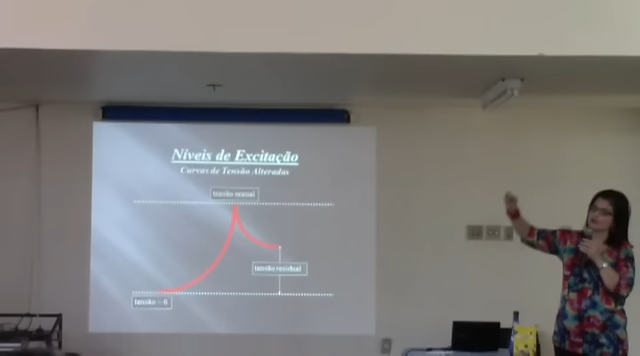 Níveis de Excitação
Curvas de Tensão Alteradas
tensão sexual
tensão residual
tensão = 0